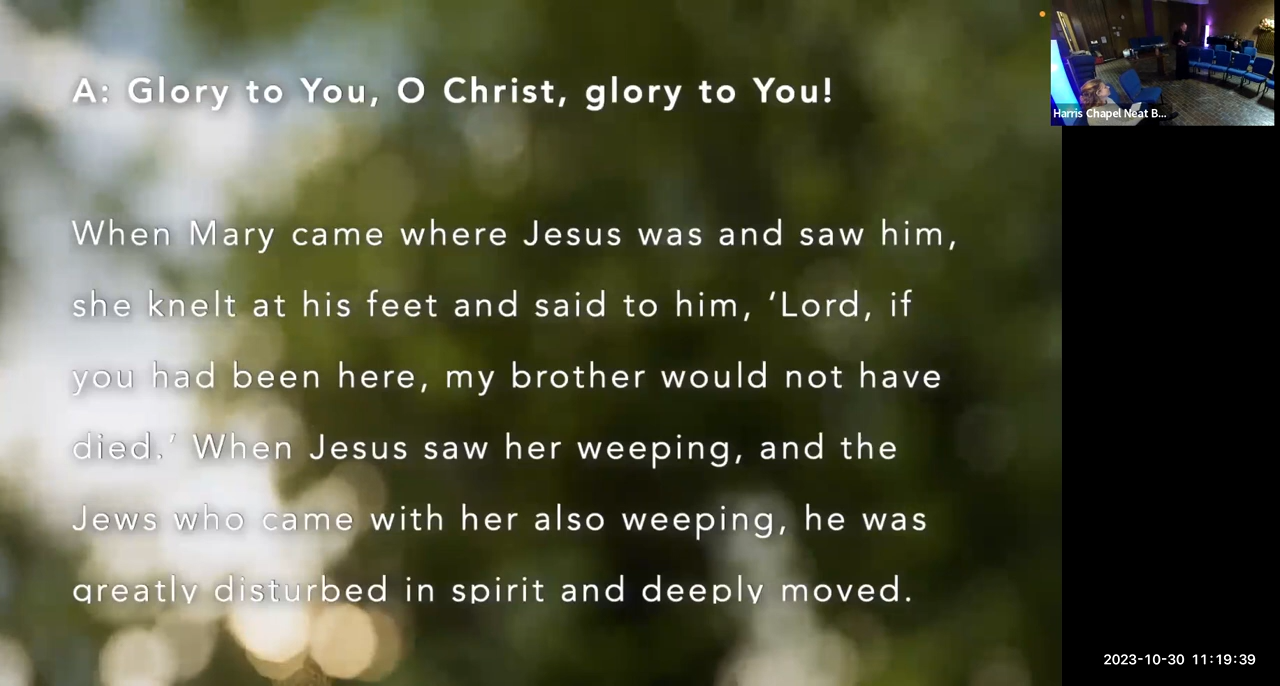 A: Glory to You, O Christ, glory to You!
When Mary came where Jesus was and saw him,
she knelt at his feet and said to him, ‘Lord, if
you had been here, my brother would not have
died.’ When Jesus saw her weeping, and the
Jews who came with her also weeping, he was
greatly disturbed in spirit and deeply moved.
Harris Chapel Neat B...
2023-10-30 11:19:39